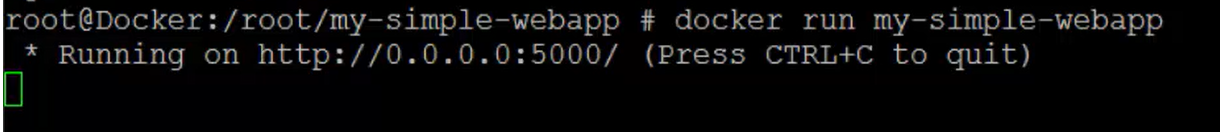 root@Docker:/root/my-simple-webapp # docker run my-simple-webapp
* Running on http://0.0.0.0:5000/ (Press CTRL+C to quit)